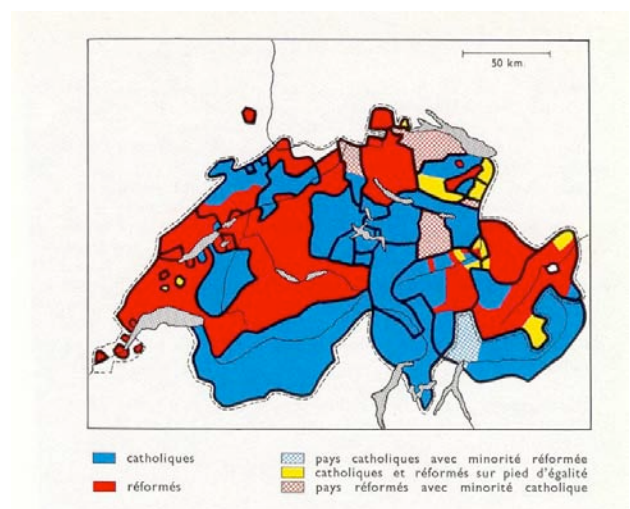 50 km
catholiques
réformés
pays catholiques avec minorité réformée
catholiques et réformés sur pied d'égalité
pays réformés avec minorité catholique